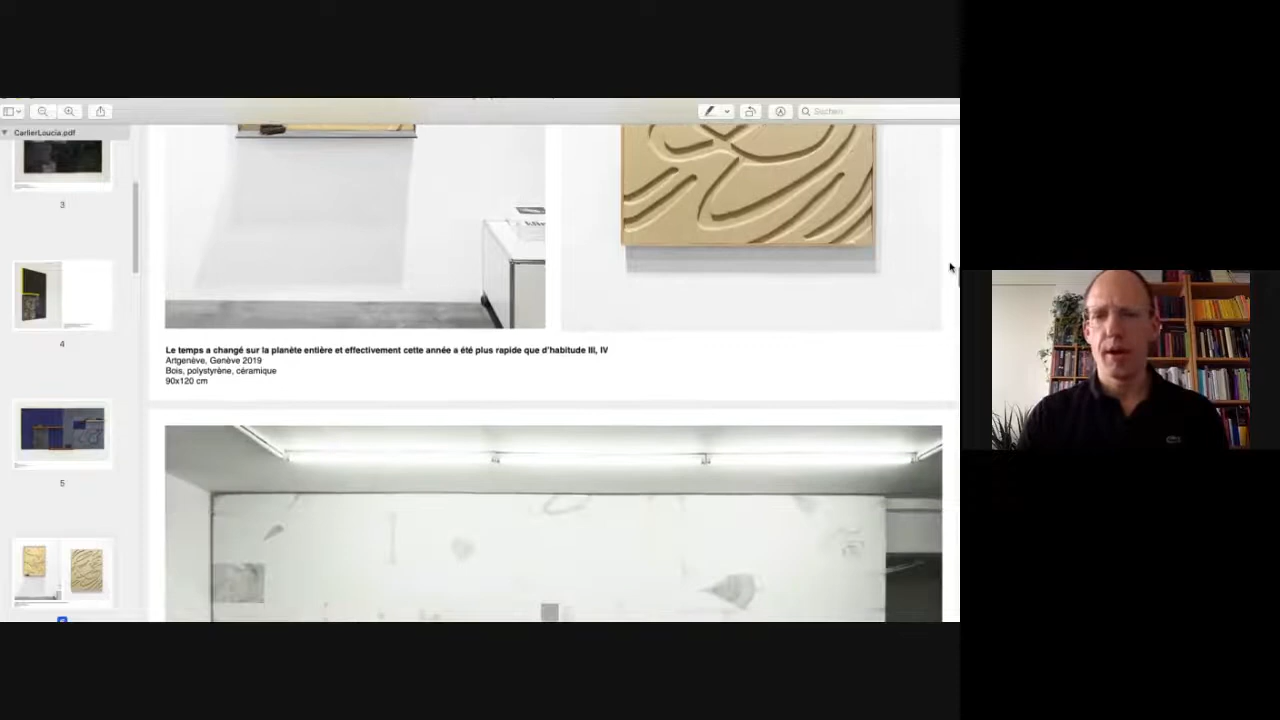 Suchen
CarlierLoucia.pdf
3
4
5
Le temps a changé sur la planète entière et effectivement cette année a été plus rapide que d'habitude III, IV
Artgenève, Genève 2019
Bois, polystyrène, céramique
90x120 cm